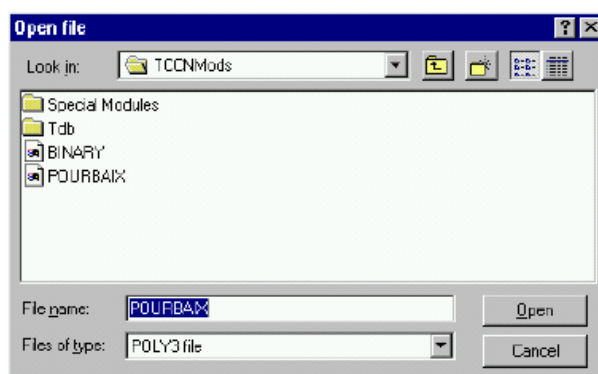 Open file
Look in: TCCNMods
Special Modules
Tdb
BINARY
POURBAIX
File name: POURBAIX Open
Files of type: POLY3 file Cancel